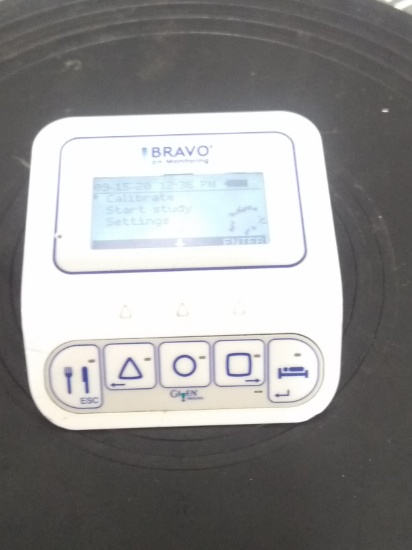 BRAVO®
pH Monitoring
09-15-20 12:36 PM
Calibrate
Start study
Settings
ENTER
ESC
GIVEN